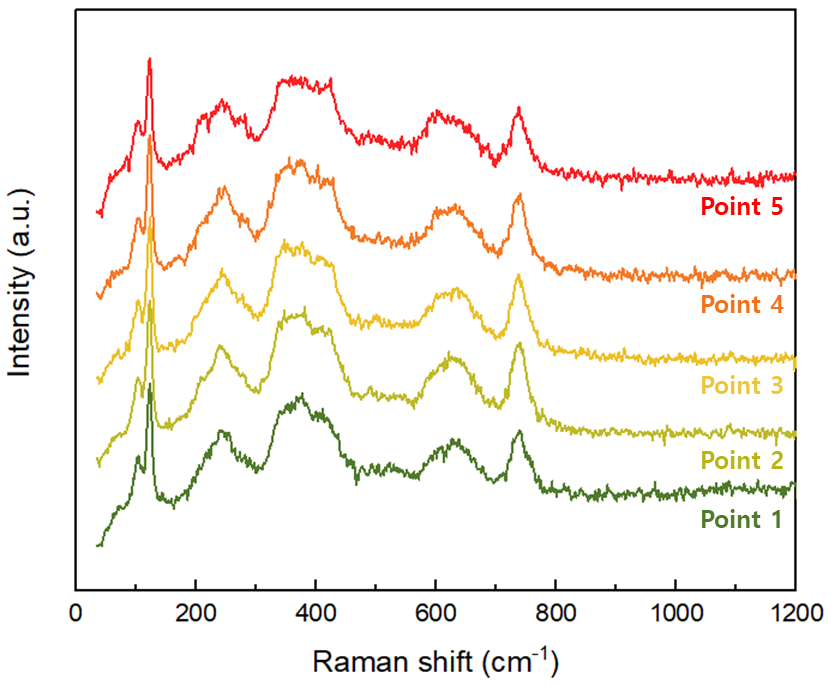 Intensity (a.u.)
Point 5
Point 4
Point 3
Point 2
Point 1
0 200 400 600 800 1000 1200
Raman shift (cm⁻¹)